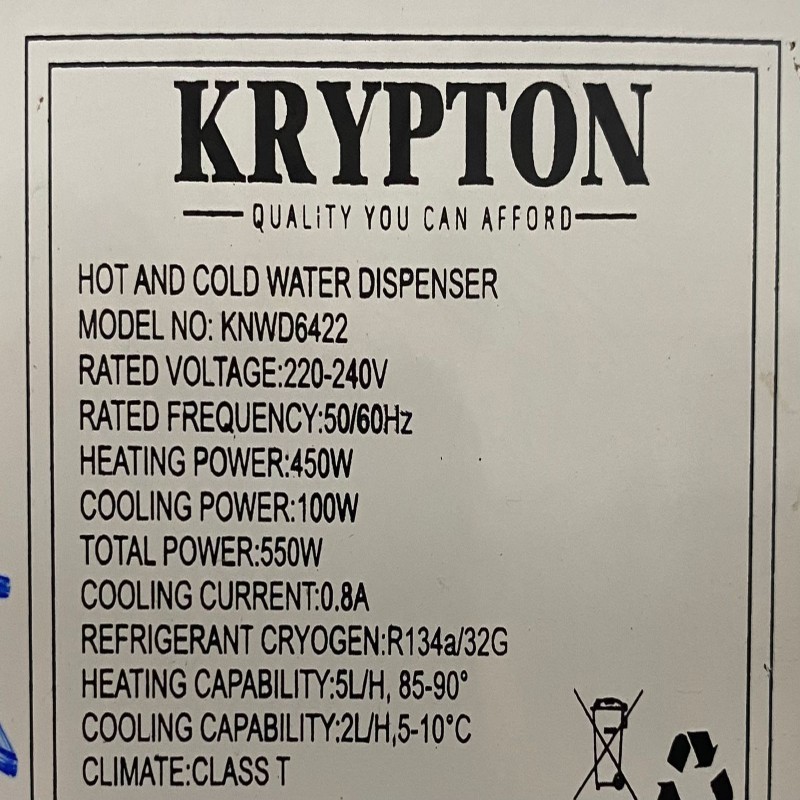 KRYPTON
QUALiTY YOU CAN AFFORD
HOT AND COLD WATER DISPENSER
MODEL NO: KNWD6422
RATED VOLTAGE:220-240V
RATED FREQUENCY:50/60Hz
HEATING POWER:450W
COOLING POWER:100W
TOTAL POWER:550W
COOLING CURRENT:0.8A
REFRIGERANT CRYOGEN:R134a/32G
HEATING CAPABILITY:5L/H, 85-90°
COOLING CAPABILITY:2L/H,5-10°C
CLIMATE:CLASS T